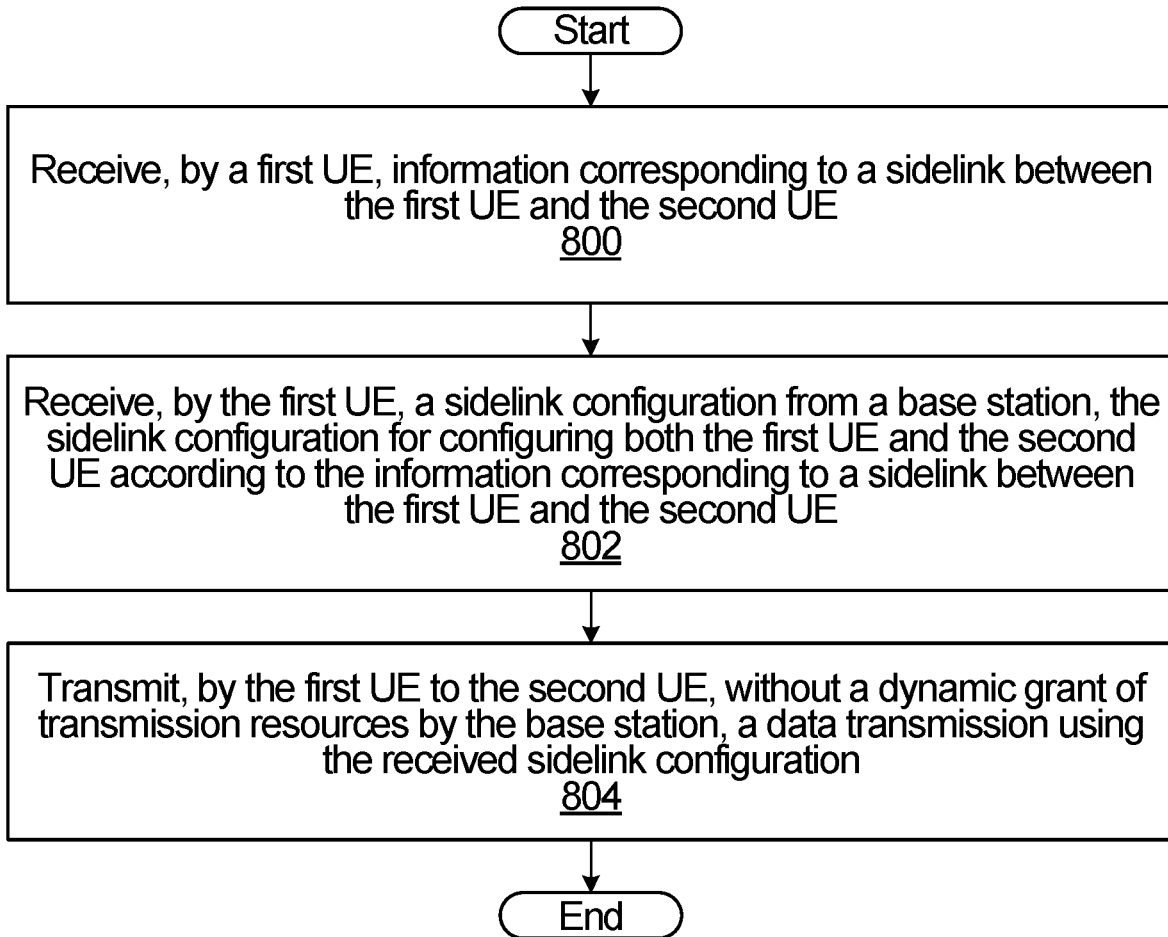 Start
Receive, by a first UE, information corresponding to a sidelink between
the first UE and the second UE
800
Receive, by the first UE, a sidelink configuration from a base station, the
sidelink configuration for configuring both the first UE and the second
UE according to the information corresponding to a sidelink between
the first UE and the second UE
802
Transmit, by the first UE to the second UE, without a dynamic grant of
transmission resources by the base station, a data transmission using
the received sidelink configuration
804
End